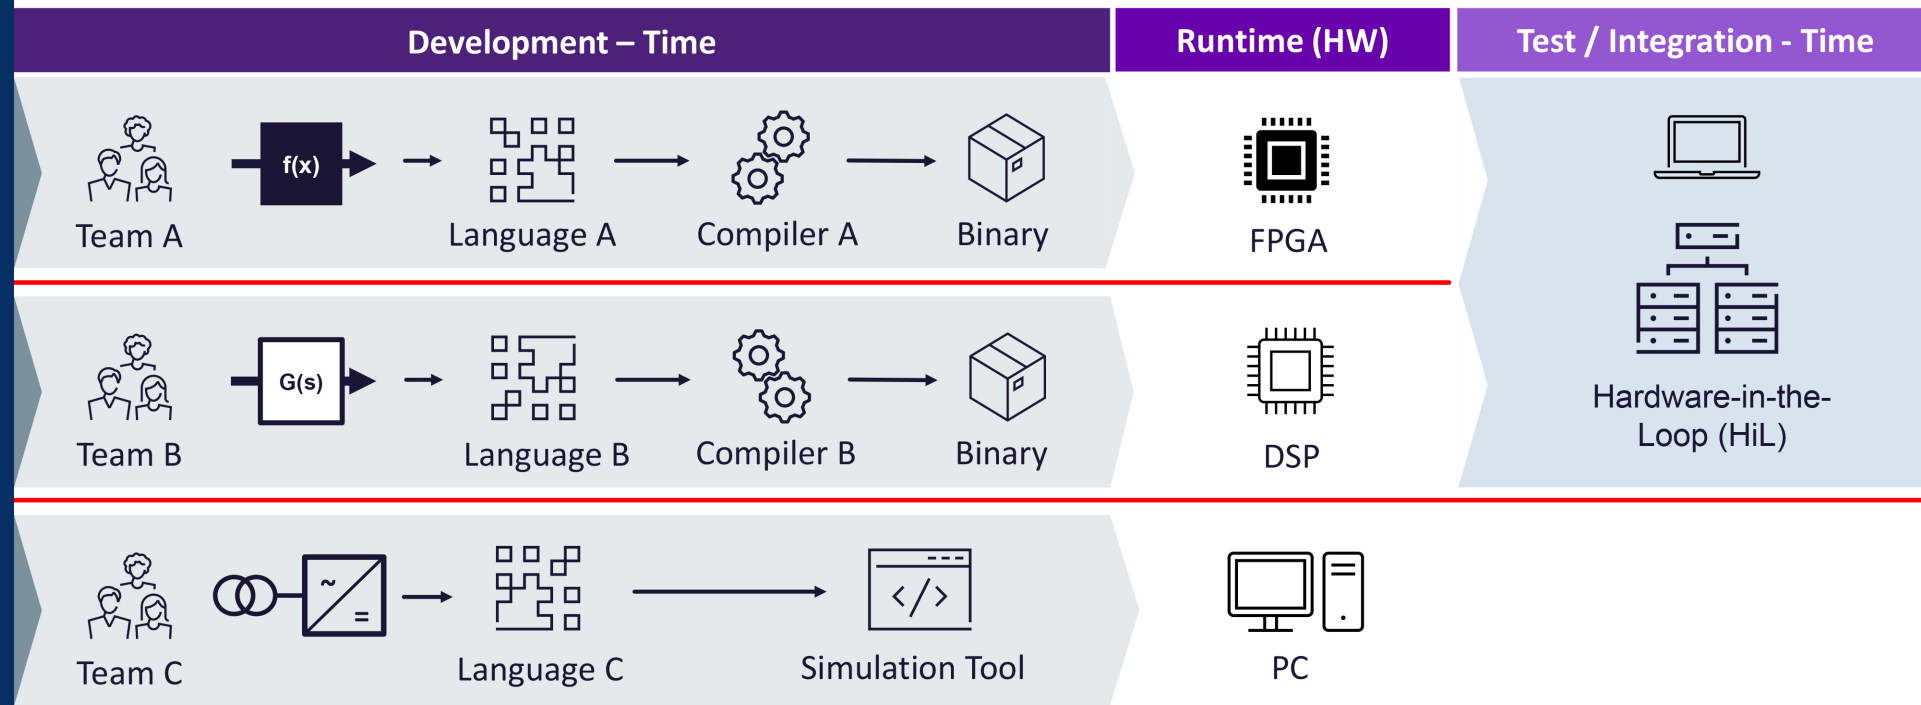 Development – Time
Runtime (HW)
Test / Integration - Time
f(x)
Team A
Language A
Compiler A
Binary
FPGA
G(s)
Team B
Language B
Compiler B
Binary
DSP
Hardware-in-the-
Loop (HiL)
~
=
</>
Team C
Language C
Simulation Tool
PC